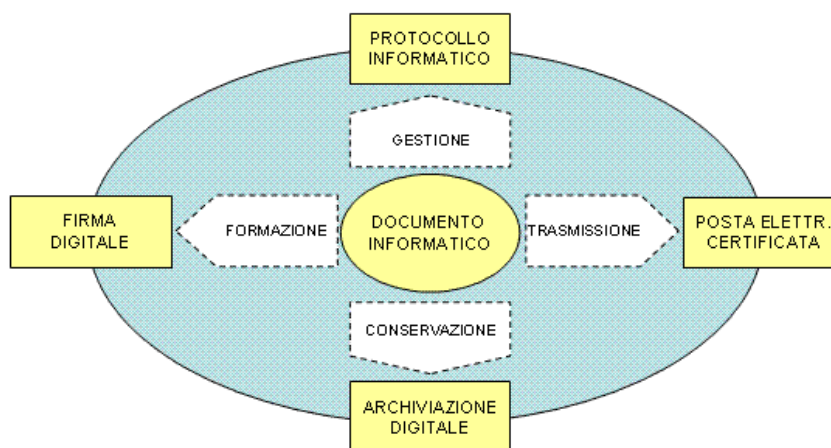 PROTOCOLLO
INFORMATICO
GESTIONE
FIRMA
DIGITALE
FORMAZIONE
DOCUMENTO
INFORMATICO
TRASMISSIONE
POSTA ELETTR.
CERTIFICATA
CONSERVAZIONE
ARCHIVIAZIONE
DIGITALE